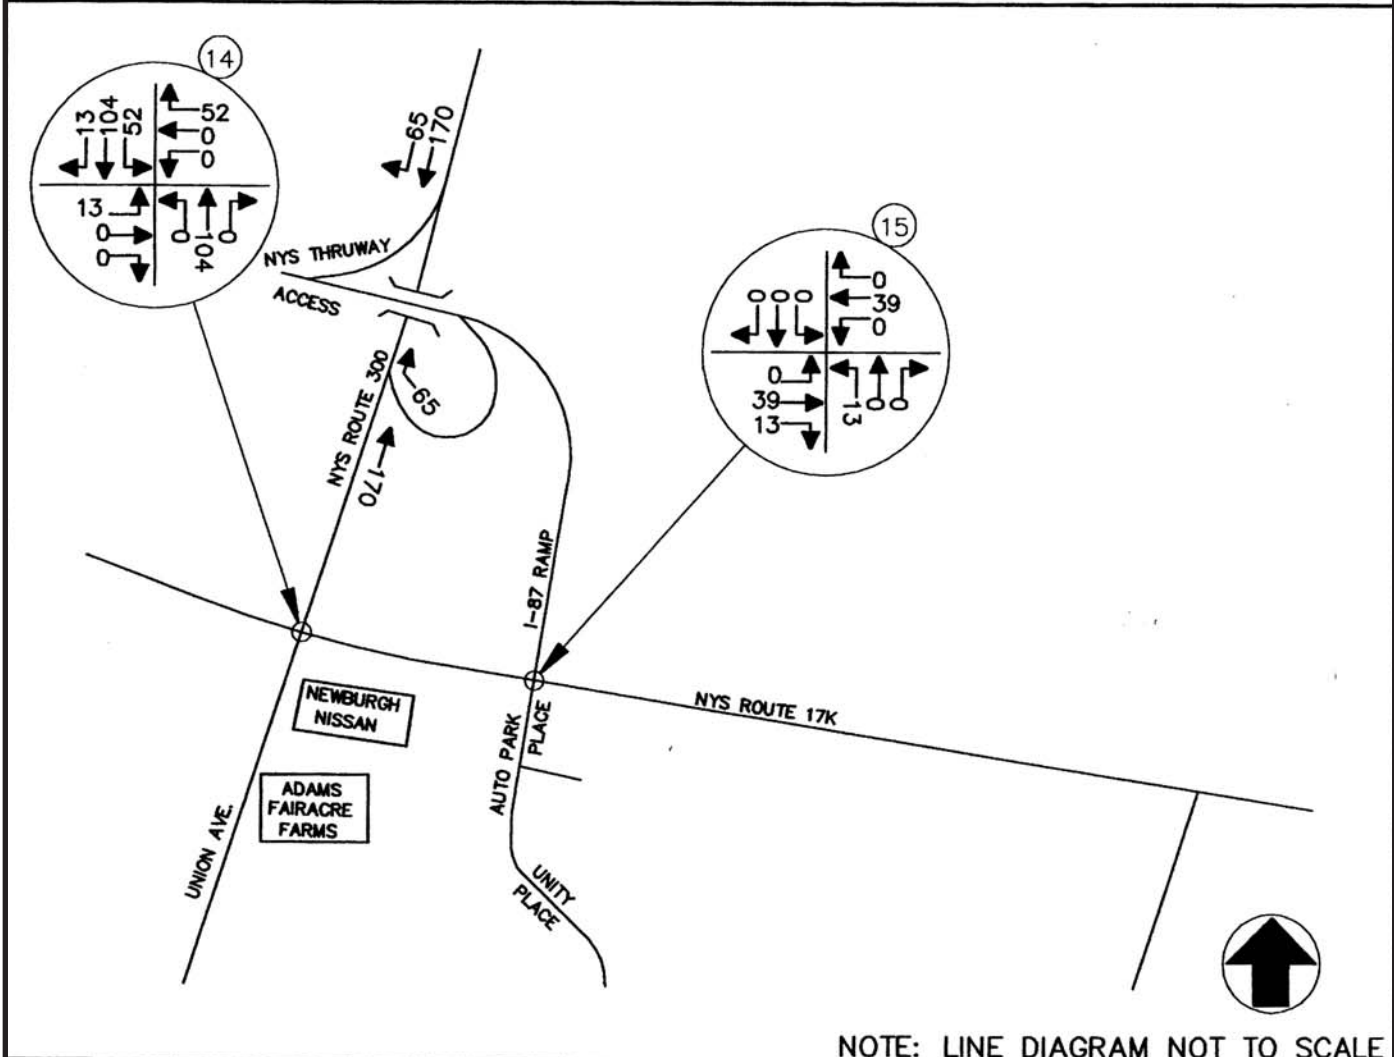 14
13
104
52
52
0
0
13
0
0
0
104
0
65
170
NYS THRUWAY
ACCESS
NYS ROUTE 300
65
170
15
0
0
0
0
39
0
0
39
13
13
0
0
I-87 RAMP
NYS ROUTE 17K
NEWBURGH
NISSAN
ADAMS
FAIRACRE
FARMS
UNION AVE.
AUTO PARK
PLACE
UNITY
PLACE
NOTE: LINE DIAGRAM NOT TO SCALE